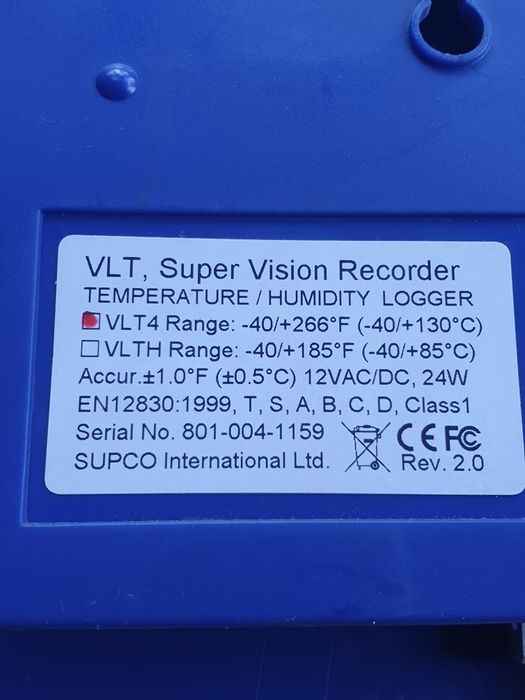 VLT, Super Vision Recorder
TEMPERATURE / HUMIDITY LOGGER
VLT4 Range: -40/+266°F (-40/+130°C)
VLTH Range: -40/+185°F (-40/+85°C)
Accur.±1.0°F (±0.5°C) 12VAC/DC, 24W
EN12830:1999, T, S, A, B, C, D, Class1
Serial No. 801-004-1159 CE FC
SUPCO International Ltd. Rev. 2.0